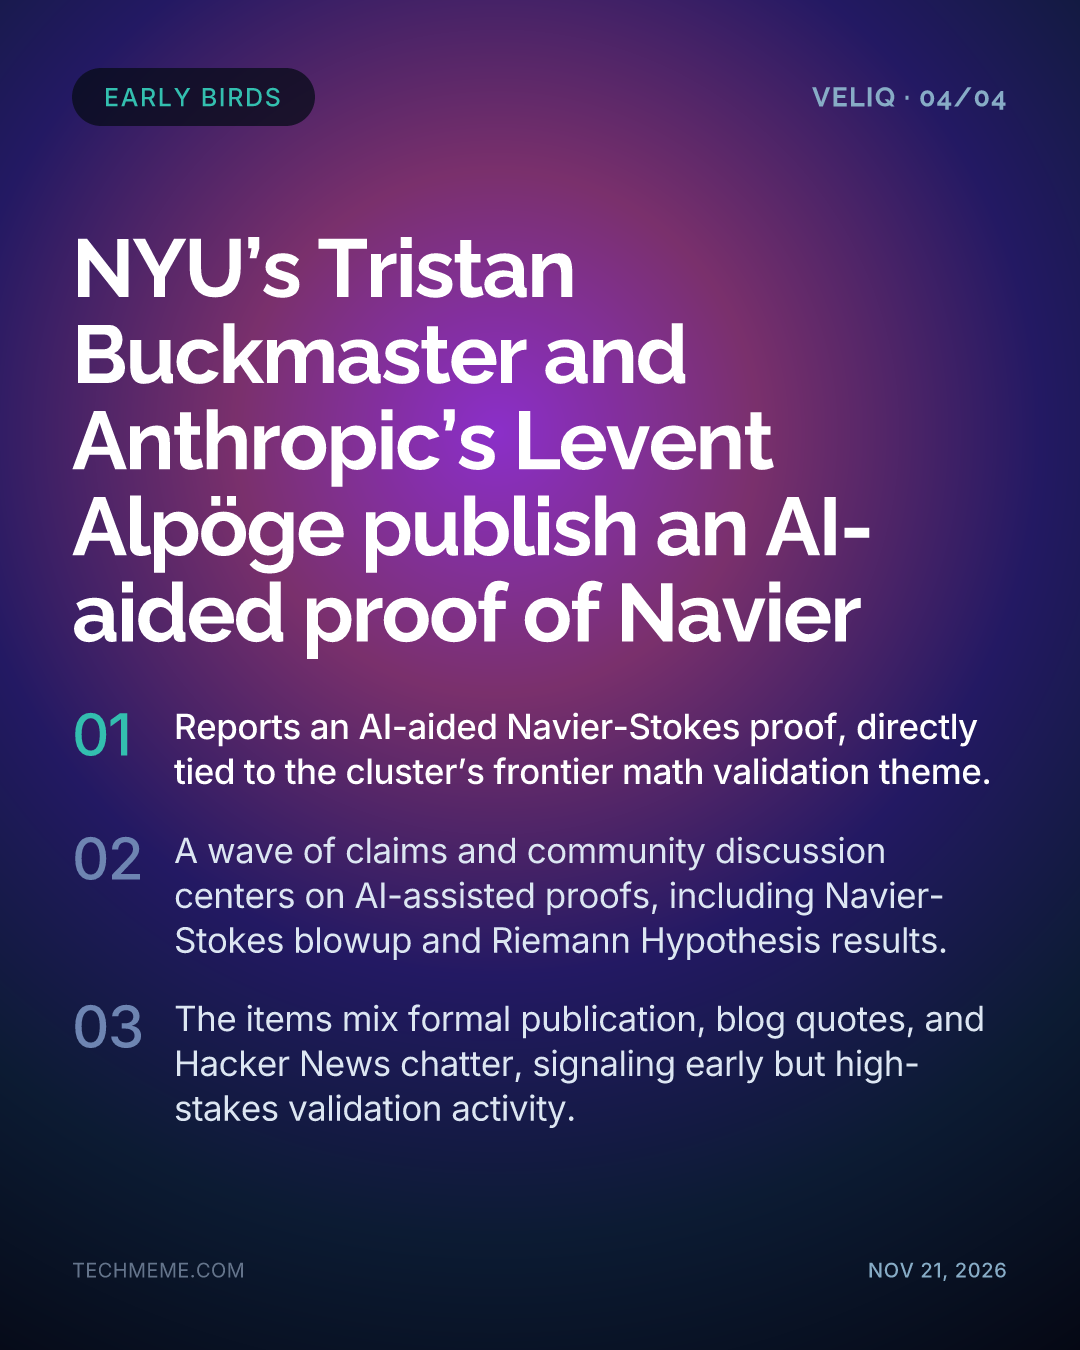 EARLY BIRDS
VELIQ · 04/04
NYU’s Tristan
Buckmaster and
Anthropic’s Levent
Alpöge publish an AI-
aided proof of Navier
01
Reports an AI-aided Navier-Stokes proof, directly
tied to the cluster’s frontier math validation theme.
02
A wave of claims and community discussion
centers on AI-assisted proofs, including Navier-
Stokes blowup and Riemann Hypothesis results.
03
The items mix formal publication, blog quotes, and
Hacker News chatter, signaling early but high-
stakes validation activity.
TECHMEME.COM
NOV 21, 2026